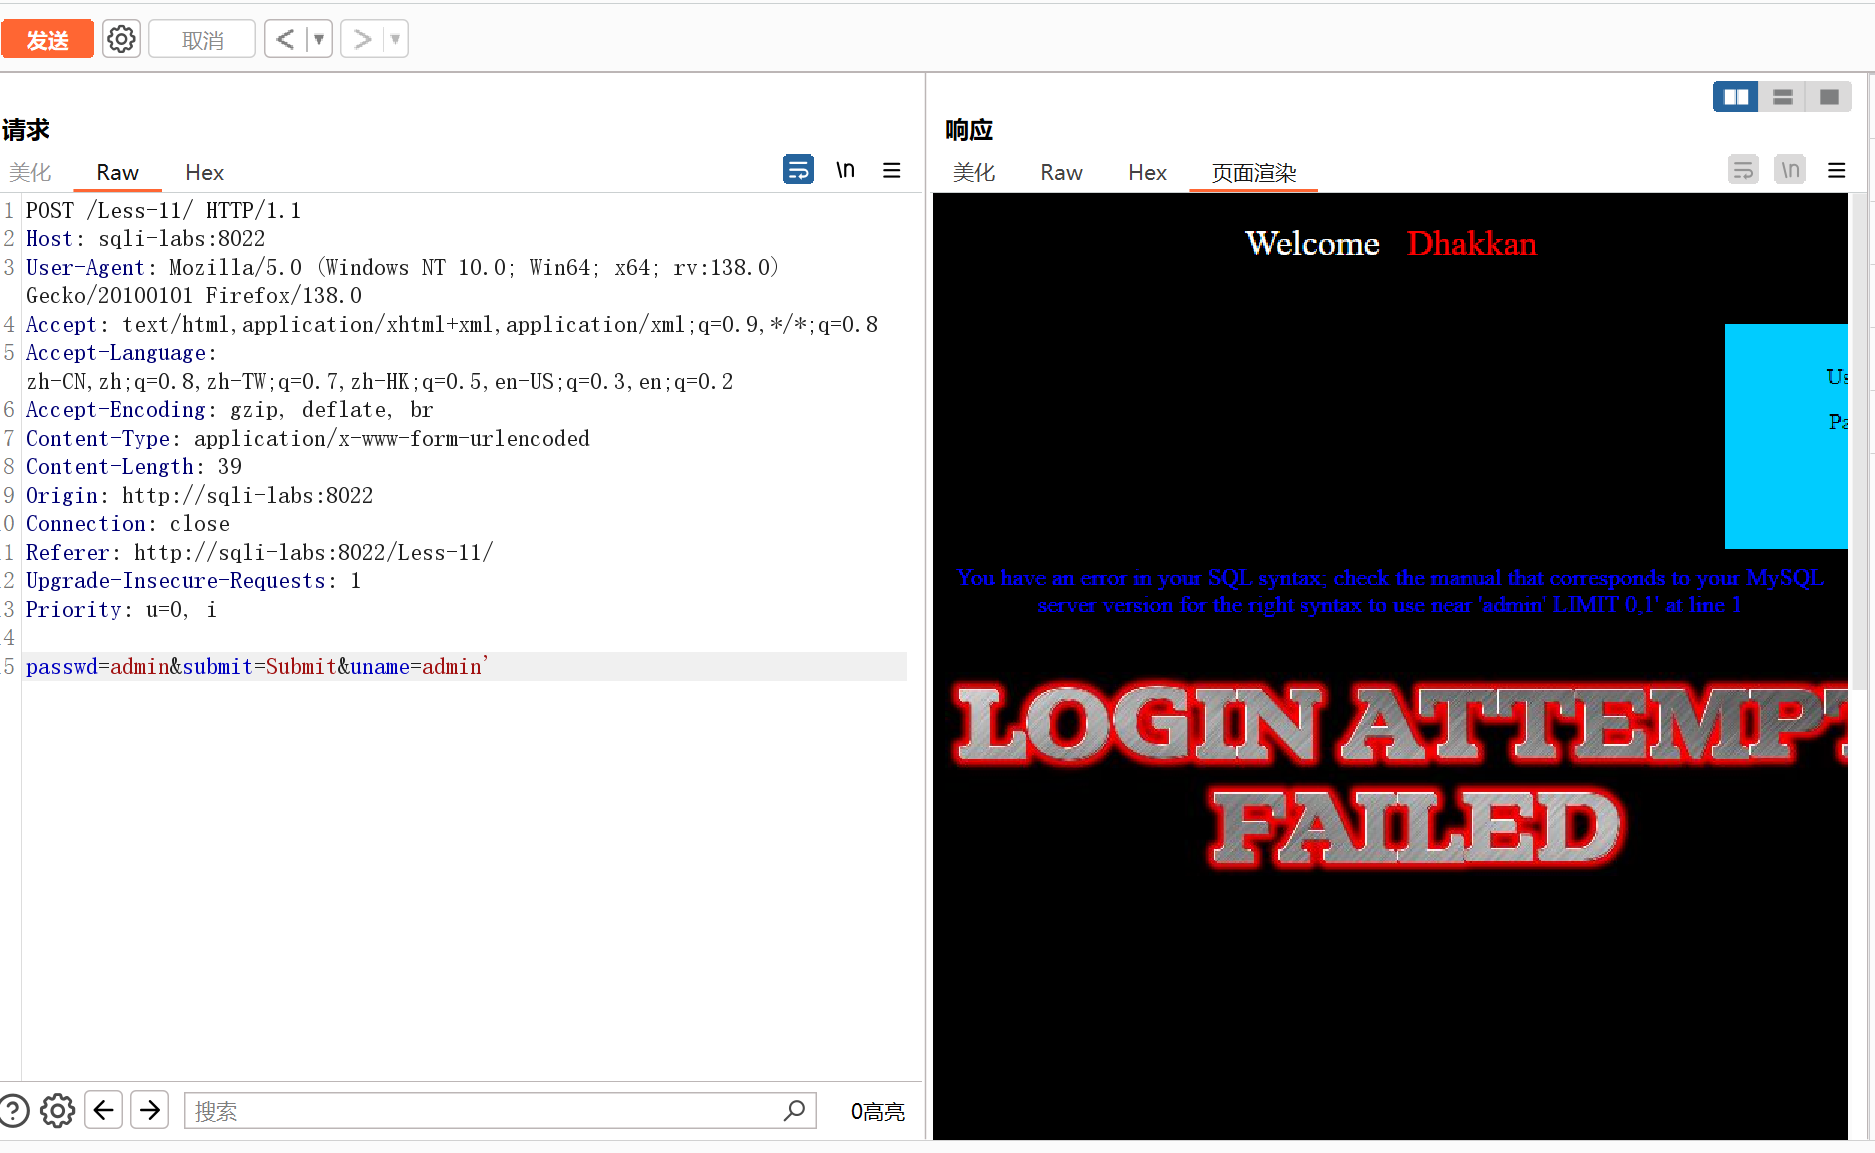 发送
取消
请求
美化 Raw Hex \n
1 POST /Less-11/ HTTP/1.1
2 Host: sqli-labs:8022
3 User-Agent: Mozilla/5.0 (Windows NT 10.0; Win64; x64; rv:138.0)
Gecko/20100101 Firefox/138.0
4 Accept: text/html,application/xhtml+xml,application/xml;q=0.9,*/*;q=0.8
5 Accept-Language:
zh-CN,zh;q=0.8,zh-TW;q=0.7,zh-HK;q=0.5,en-US;q=0.3,en;q=0.2
6 Accept-Encoding: gzip, deflate, br
7 Content-Type: application/x-www-form-urlencoded
8 Content-Length: 39
9 Origin: http://sqli-labs:8022
0 Connection: close
1 Referer: http://sqli-labs:8022/Less-11/
2 Upgrade-Insecure-Requests: 1
3 Priority: u=0, i
4
5 passwd=admin&submit=Submit&uname=admin'
搜索
0高亮
响应
美化 Raw Hex 页面渲染 \n
Welcome Dhakkan
Us
Pa
You have an error in your SQL syntax; check the manual that corresponds to your MySQL
server version for the right syntax to use near 'admin' LIMIT 0,1' at line 1
LOGIN ATTEMPT
FAILED